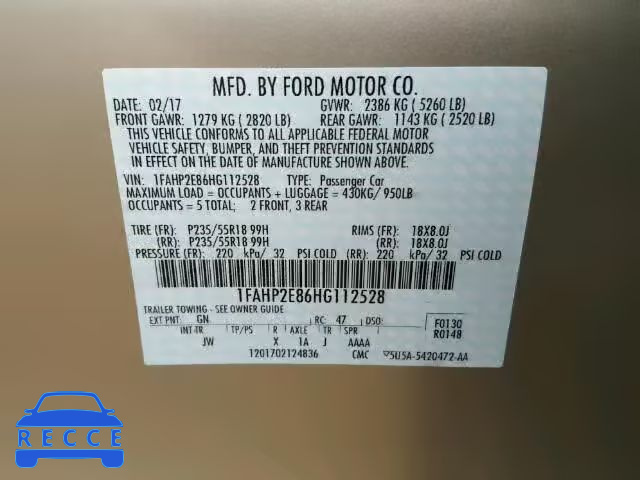 MFD. BY FORD MOTOR CO.
DATE: 02/17 GVWR: 2386 KG ( 5260 LB)
FRONT GAWR: 1279 KG ( 2820 LB) REAR GAWR: 1143 KG ( 2520 LB)
THIS VEHICLE CONFORMS TO ALL APPLICABLE FEDERAL MOTOR
VEHICLE SAFETY, BUMPER, AND THEFT PREVENTION STANDARDS
IN EFFECT ON THE DATE OF MANUFACTURE SHOWN ABOVE.
VIN: 1FAHP2E86HG112528 TYPE: Passenger Car
MAXIMUM LOAD = OCCUPANTS + LUGGAGE = 430KG/ 950LB
OCCUPANTS = 5 TOTAL; 2 FRONT, 3 REAR
TIRE (FR): P235/55R18 99H RIMS (FR): 18X8.0J
(RR): P235/55R18 99H (RR): 18X8.0J
PRESSURE (FR): 220 kPa/ 32 PSI COLD (RR): 220 kPa/ 32 PSI COLD
1FAHP2E86HG112528
TRAILER TOWING - SEE OWNER GUIDE
EXT PNT: GN RC: 47 DSO: F0130
INT TR TP/PS R AXLE TR SPR R0148
JW X 1A J AAAA
1201702124836 CMC 5U5A-5420472-AA
RECCE